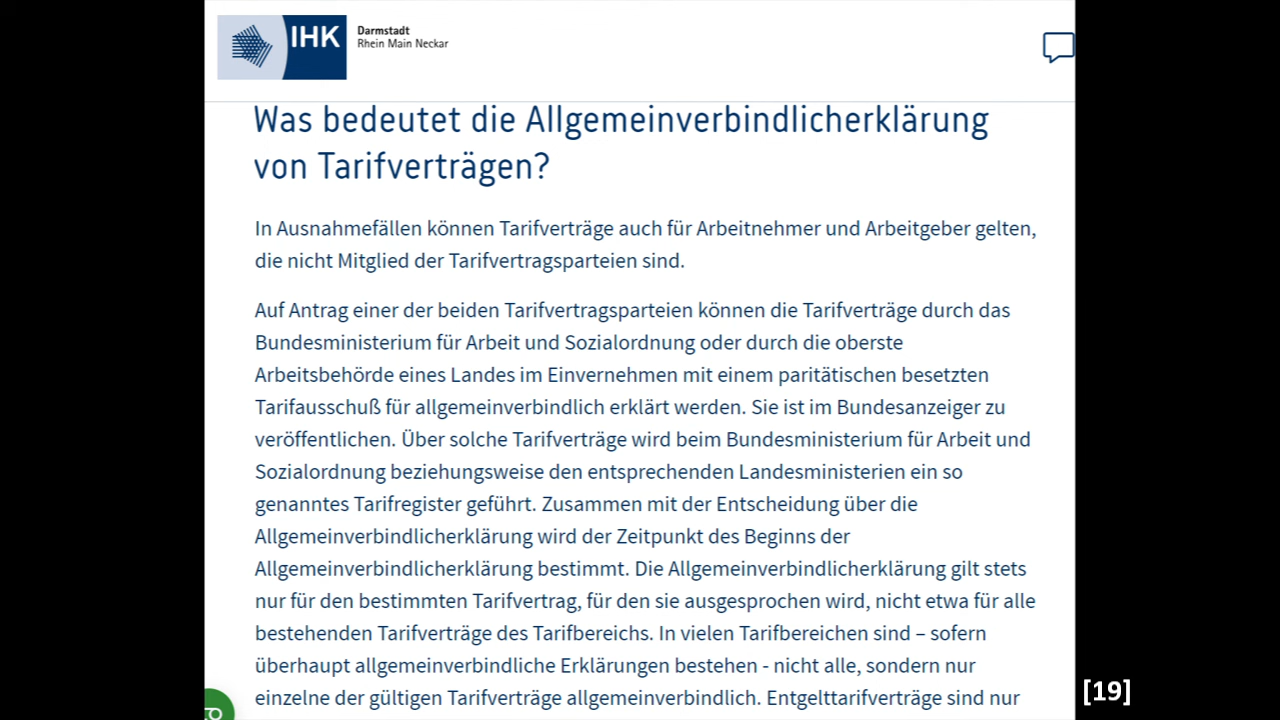 IHK
Darmstadt
Rhein Main Neckar
Was bedeutet die Allgemeinverbindlicherklärung
von Tarifverträgen?
In Ausnahmefällen können Tarifverträge auch für Arbeitnehmer und Arbeitgeber gelten,
die nicht Mitglied der Tarifvertragsparteien sind.
Auf Antrag einer der beiden Tarifvertragsparteien können die Tarifverträge durch das
Bundesministerium für Arbeit und Sozialordnung oder durch die oberste
Arbeitsbehörde eines Landes im Einvernehmen mit einem paritätischen besetzten
Tarifausschuß für allgemeinverbindlich erklärt werden. Sie ist im Bundesanzeiger zu
veröffentlichen. Über solche Tarifverträge wird beim Bundesministerium für Arbeit und
Sozialordnung beziehungsweise den entsprechenden Landesministerien ein so
genanntes Tarifregister geführt. Zusammen mit der Entscheidung über die
Allgemeinverbindlicherklärung wird der Zeitpunkt des Beginns der
Allgemeinverbindlicherklärung bestimmt. Die Allgemeinverbindlicherklärung gilt stets
nur für den bestimmten Tarifvertrag, für den sie ausgesprochen wird, nicht etwa für alle
bestehenden Tarifverträge des Tarifbereichs. In vielen Tarifbereichen sind – sofern
überhaupt allgemeinverbindliche Erklärungen bestehen - nicht alle, sondern nur
einzelne der gültigen Tarifverträge allgemeinverbindlich. Entgelttarifverträge sind nur
[19]